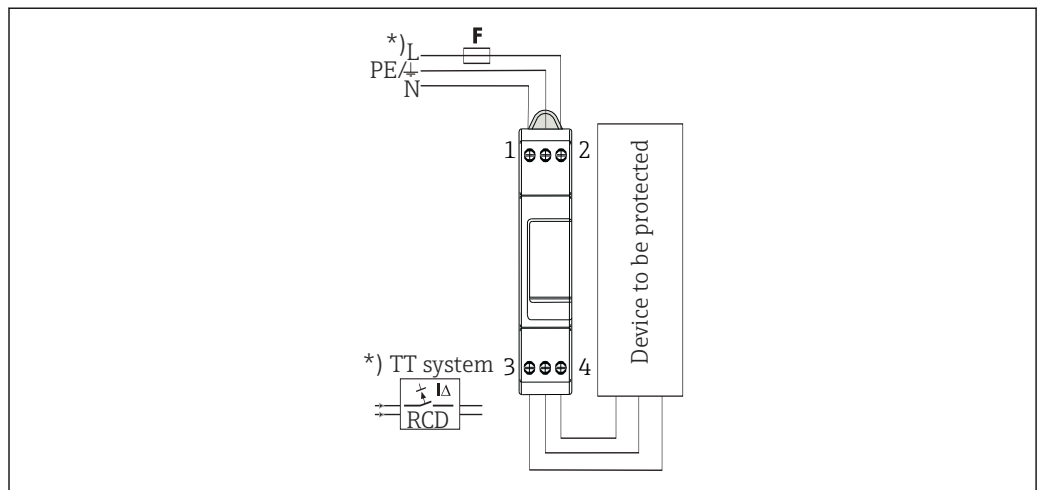 F
*)L
PE/⏚
N
1 2
Device to be protected
*) TT system 3 4
IΔ
RCD